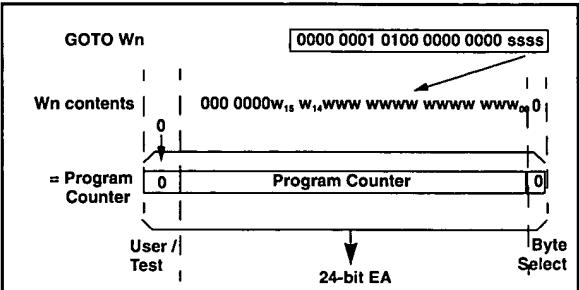 GOTO Wn
0000 0001 0100 0000 0000 ssss
Wn contents
000 0000w₁₅ w₁₄www wwww wwww www₀₀ 0
0
= Program Counter
0
Program Counter
0
User / Test
Byte Select
24-bit EA